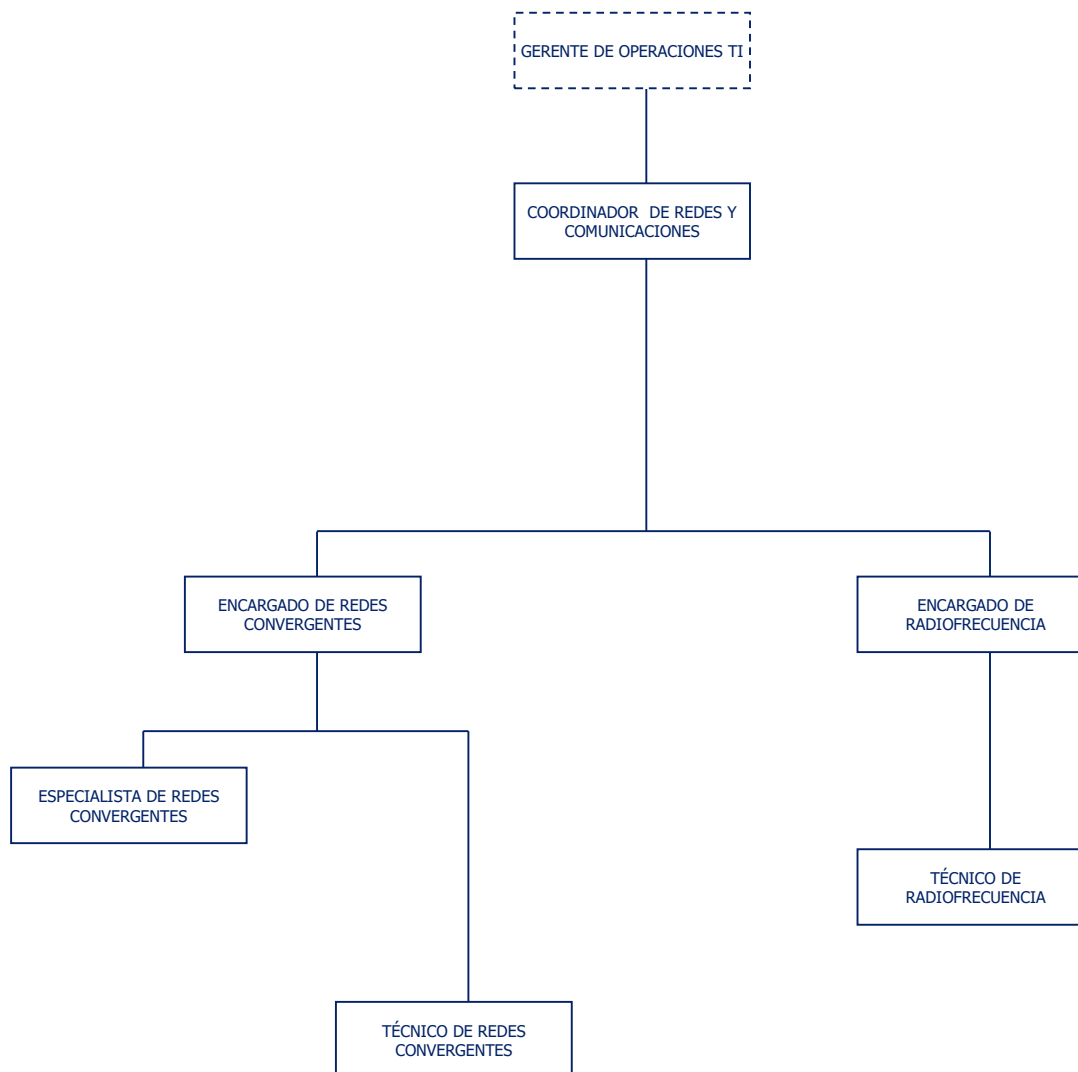 GERENTE DE OPERACIONES TI
COORDINADOR  DE REDES Y
COMUNICACIONES
ENCARGADO DE REDES
CONVERGENTES
ENCARGADO DE
RADIOFRECUENCIA
ESPECIALISTA DE REDES
CONVERGENTES
TÉCNICO DE
RADIOFRECUENCIA
TÉCNICO DE REDES
CONVERGENTES